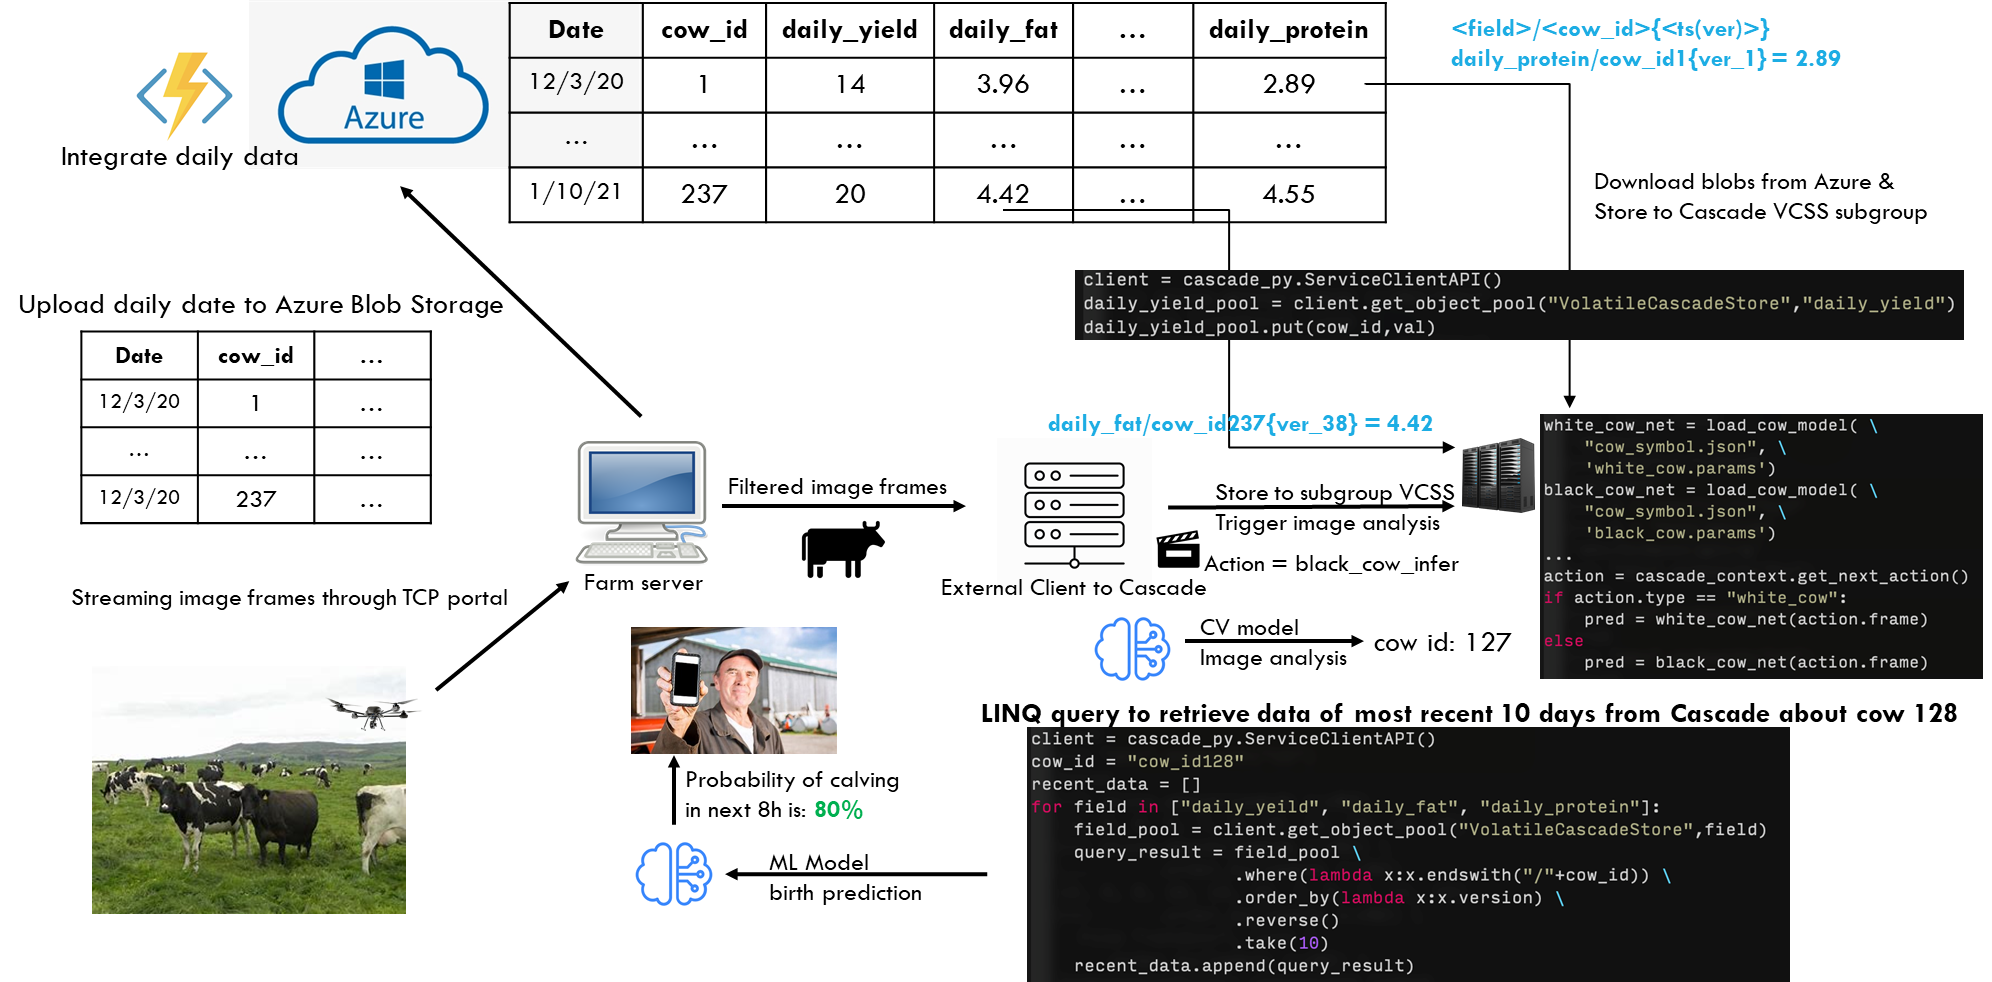 Integrate daily data
Azure
Date cow_id daily_yield daily_fat ... daily_protein
12/3/20 1 14 3.96 ... 2.89
... ... ... ... ... ...
1/10/21 237 20 4.42 ... 4.55
<field>/<cow_id>{<ts(ver)>}
daily_protein/cow_id1{ver_1} = 2.89
Download blobs from Azure &
Store to Cascade VCSS subgroup
client = cascade_py.ServiceClientAPI()
daily_yield_pool = client.get_object_pool("VolatileCascadeStore","daily_yield")
daily_yield_pool.put(cow_id,val)
Upload daily date to Azure Blob Storage
Date cow_id ...
12/3/20 1 ...
... ... ...
12/3/20 237 ...
daily_fat/cow_id237{ver_38} = 4.42
Farm server
Filtered image frames
External Client to Cascade
Store to subgroup VCSS
Trigger image analysis
Action = black_cow_infer
white_cow_net = load_cow_model( \
"cow_symbol.json", \
'white_cow.params')
black_cow_net = load_cow_model( \
"cow_symbol.json", \
'black_cow.params')
...
action = cascade_context.get_next_action()
if action.type == "white_cow":
pred = white_cow_net(action.frame)
else
pred = black_cow_net(action.frame)
Streaming image frames through TCP portal
CV model
Image analysis
cow id: 127
LINQ query to retrieve data of most recent 10 days from Cascade about cow 128
client = cascade_py.ServiceClientAPI()
cow_id = "cow_id128"
recent_data = []
for field in ["daily_yeild", "daily_fat", "daily_protein"]:
field_pool = client.get_object_pool("VolatileCascadeStore",field)
query_result = field_pool \
.where(lambda x:x.endswith("/"+cow_id)) \
.order_by(lambda x:x.version) \
.reverse()
.take(10)
recent_data.append(query_result)
ML Model
birth prediction
Probability of calving
in next 8h is: 80%